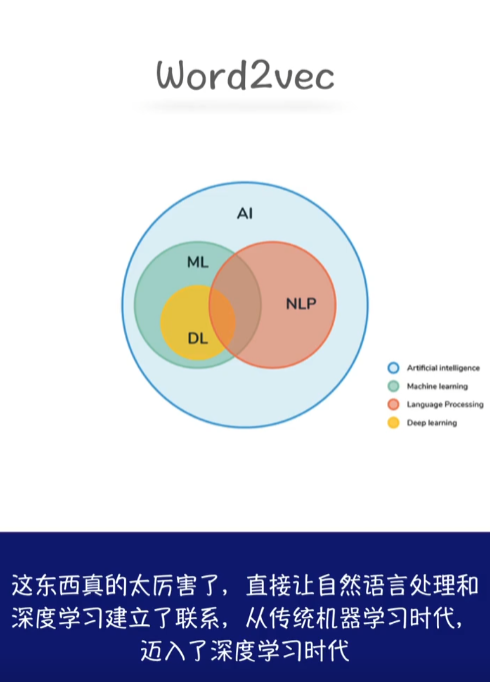 Word2vec
AI
ML
NLP
DL
Artificial intelligence
Machine learning
Language Processing
Deep learning
这东西真的太厉害了，直接让自然语言处理和
深度学习建立了联系，从传统机器学习时代，
迈入了深度学习时代